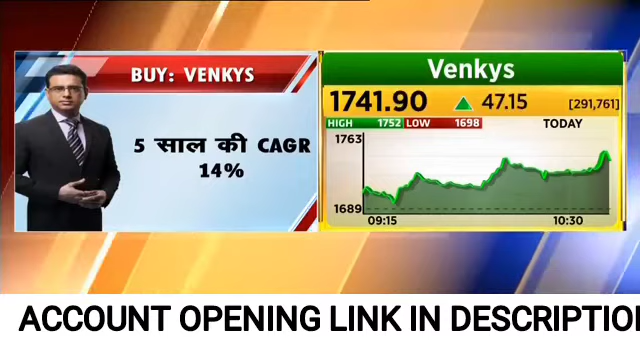 BUY: VENKYS
5 साल की CAGR
14%
Venkys
1741.90 ▲ 47.15 [291,761]
HIGH 1752 LOW 1698 TODAY
1763
1689
09:15 10:30
ACCOUNT OPENING LINK IN DESCRIPTION